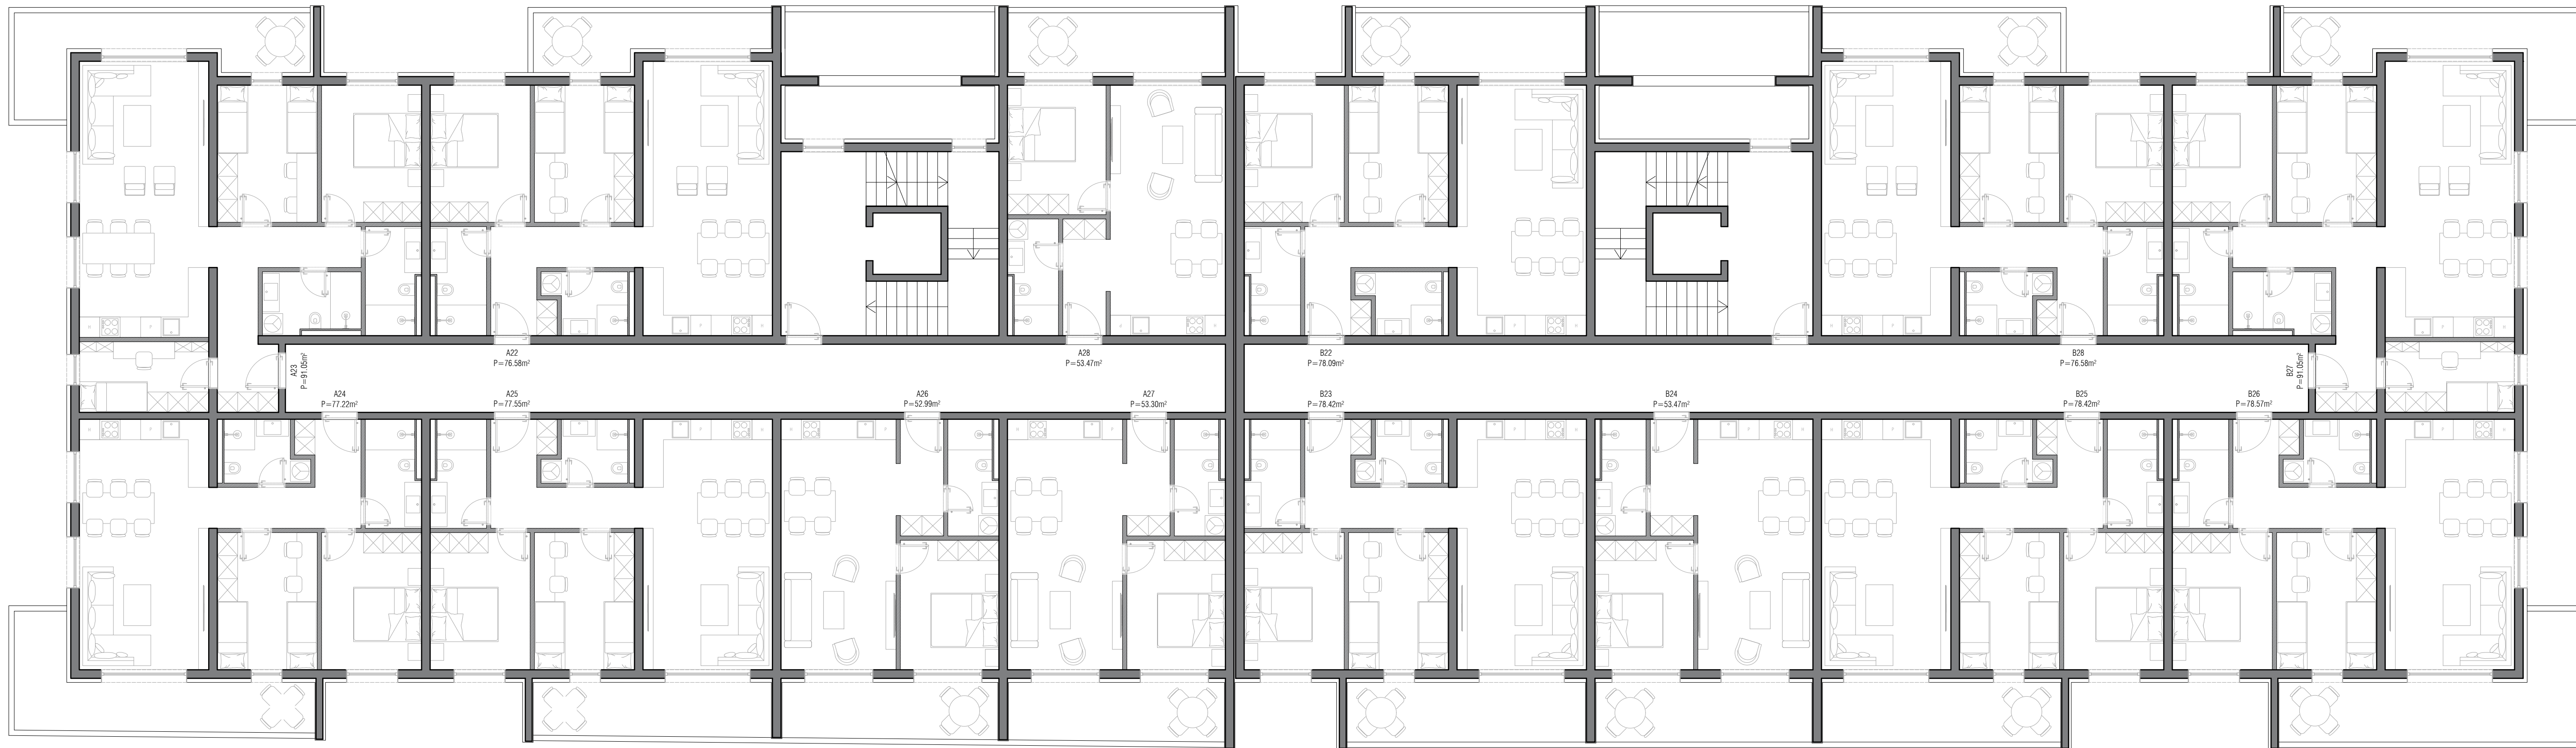 A22
P=76.58m²
A28
P=53.47m²
B22
P=78.09m²
B28
P=76.58m²
A23
P=91.05m²
B27
P=91.05m²
A24
P=77.22m²
A25
P=77.55m²
A26
P=52.99m²
A27
P=53.30m²
B23
P=78.42m²
B24
P=53.47m²
B25
P=78.42m²
B26
P=78.57m²